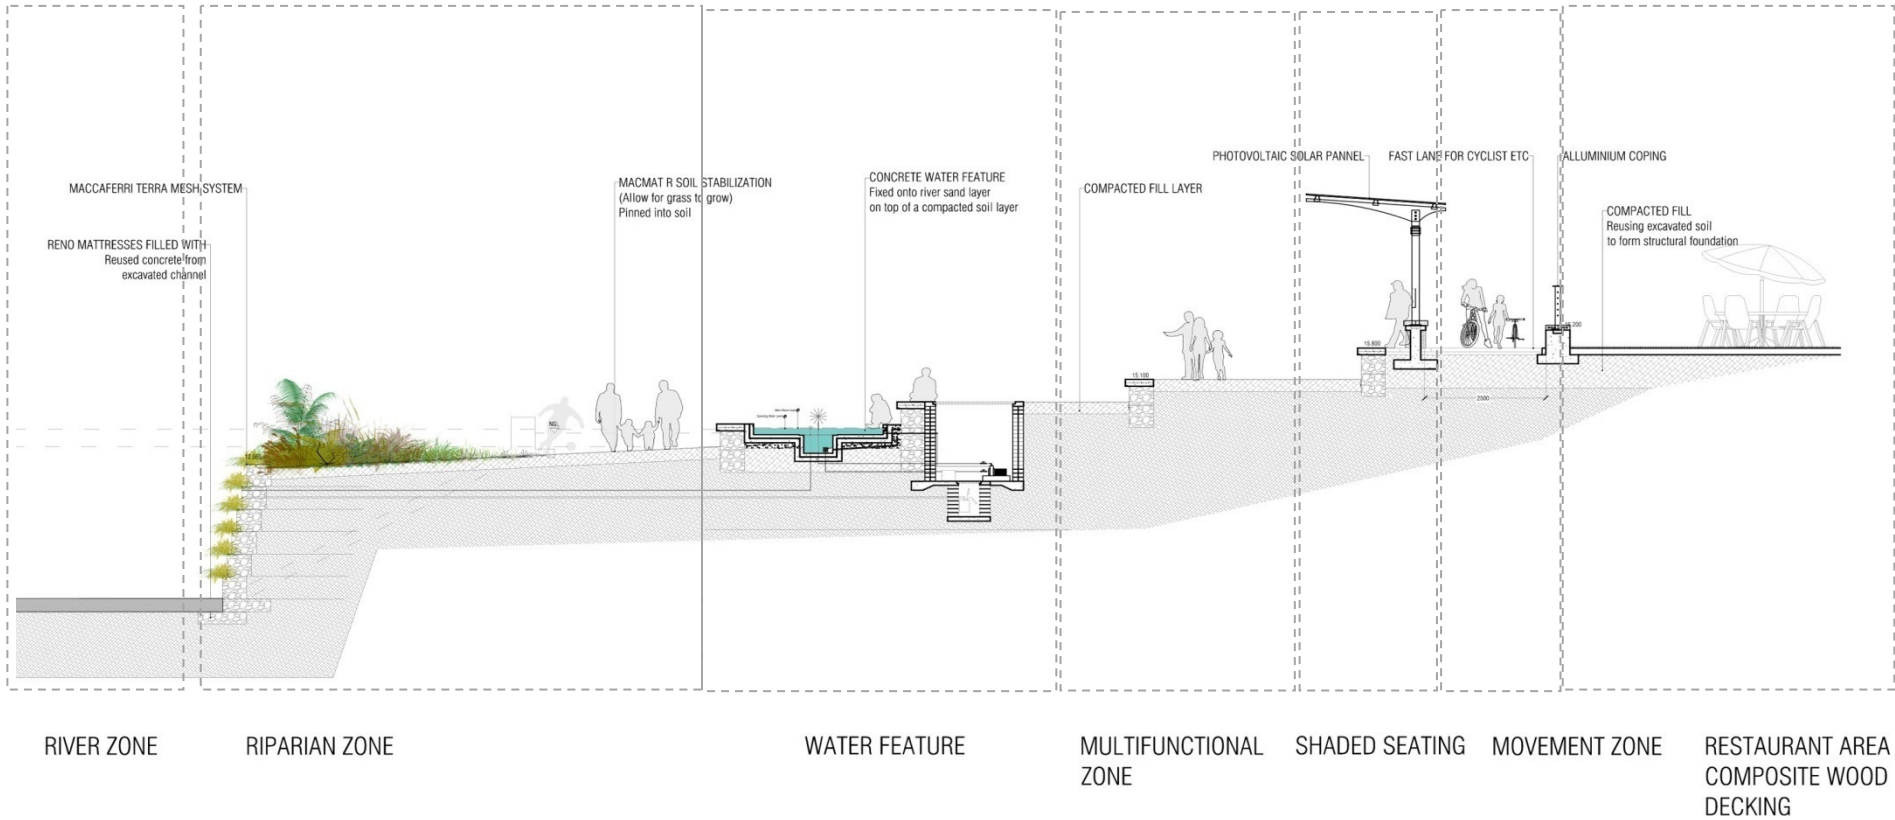 PHOTOVOLTAIC SOLAR PANNEL
FAST LANE FOR CYCLIST ETC
ALLUMINIUM COPING
MACCAFERRI TERRA MESH SYSTEM
MACMAT R SOIL STABILIZATION
(Allow for grass to grow)
Pinned into soil
CONCRETE WATER FEATURE
Fixed onto river sand layer
on top of a compacted soil layer
COMPACTED FILL LAYER
COMPACTED FILL
Reusing excavated soil
to form structural foundation
RENO MATTRESSES FILLED WITH
Reused concrete from
excavated channel
15.800
15.100
2500
NGL
RIVER ZONE
RIPARIAN ZONE
WATER FEATURE
MULTIFUNCTIONAL
ZONE
SHADED SEATING
MOVEMENT ZONE
RESTAURANT AREA
COMPOSITE WOOD
DECKING